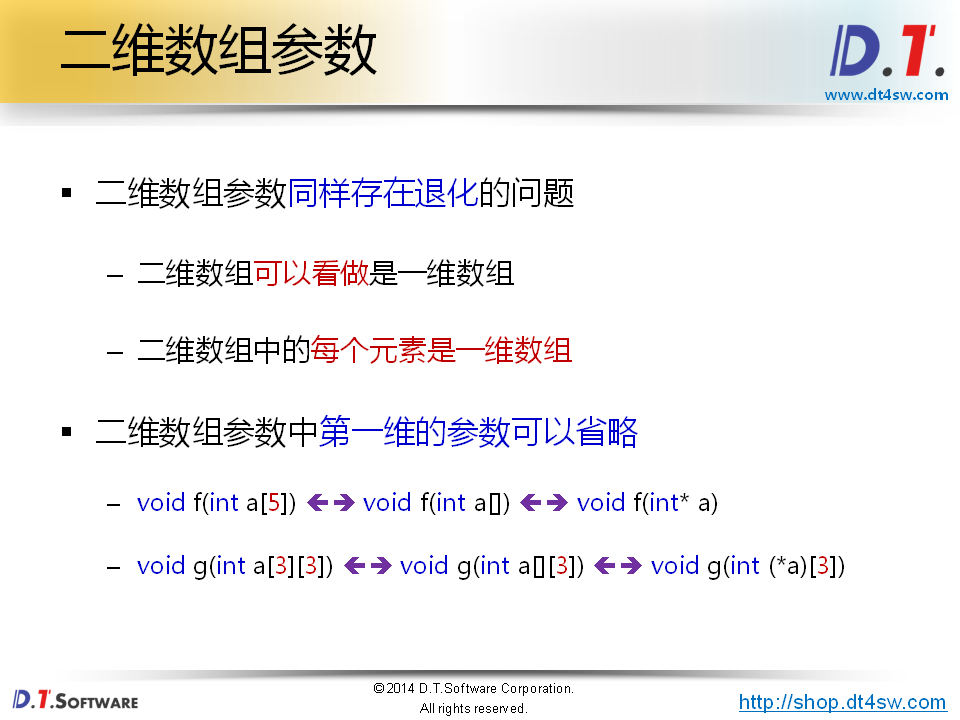 二维数组参数
D.T.
www.dt4sw.com
▪ 二维数组参数同样存在退化的问题
– 二维数组可以看做是一维数组
– 二维数组中的每个元素是一维数组
▪ 二维数组参数中第一维的参数可以省略
– void f(int a[5]) 🡸🡺 void f(int a[]) 🡸🡺 void f(int* a)
– void g(int a[3][3]) 🡸🡺 void g(int a[][3]) 🡸🡺 void g(int (*a)[3])
D.T.SOFTWARE
©2014 D.T.Software Corporation.
All rights reserved.
http://shop.dt4sw.com